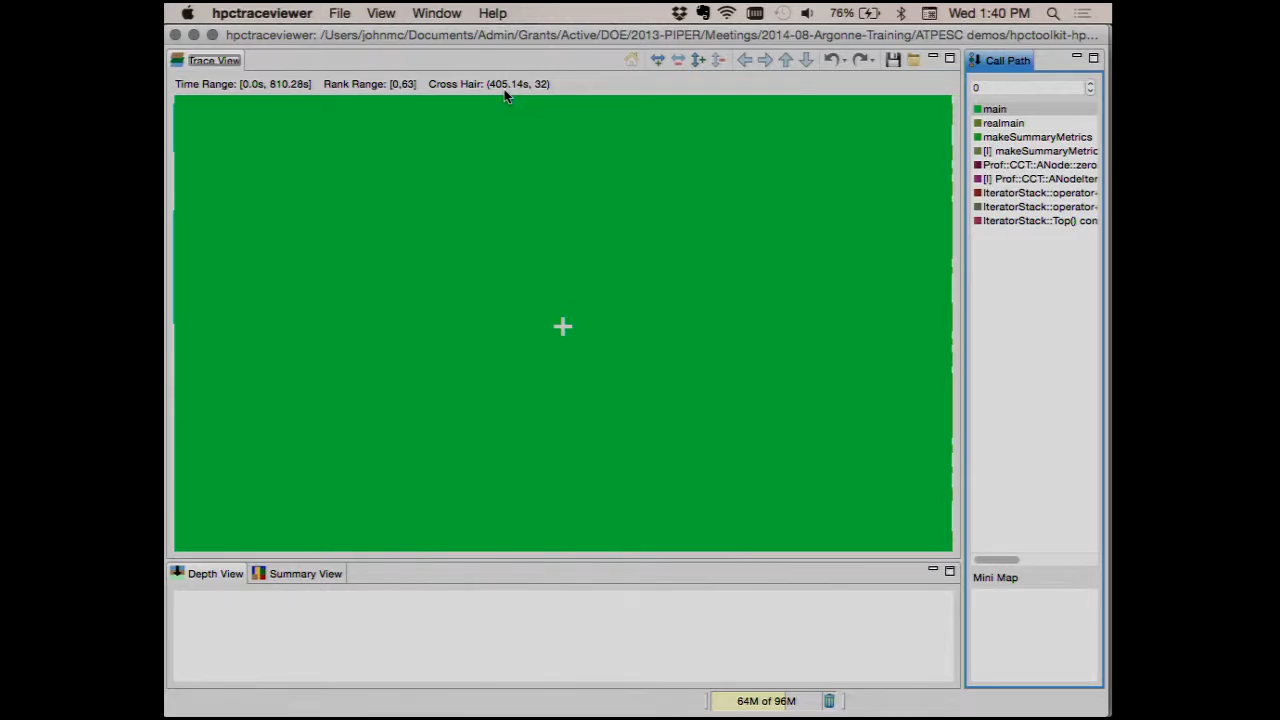 hpctraceviewer File View Window Help 76% Wed 1:40 PM
hpctraceviewer: /Users/johnmc/Documents/Admin/Grants/Active/DOE/2013-PIPER/Meetings/2014-08-Argonne-Training/ATPESC demos/hpctoolkit-hp...
Trace View
Call Path
Time Range: [0.0s, 810.28s] Rank Range: [0,63] Cross Hair: (405.14s, 32)
0
main
realmain
makeSummaryMetrics
[I] makeSummaryMetric
Prof::CCT::ANode::zero
[I] Prof::CCT::ANodeIter
IteratorStack::operator-
IteratorStack::operator-
IteratorStack::Top() con
Depth View Summary View
Mini Map
64M of 96M